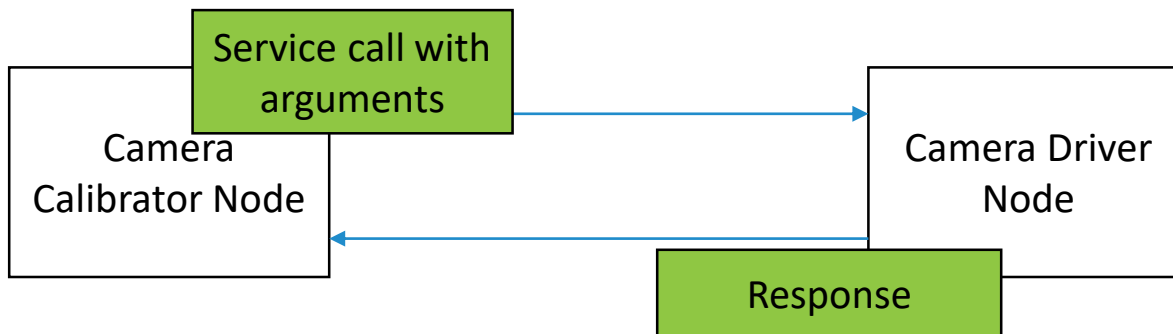 Service call with
arguments
Camera
Calibrator Node
Camera Driver
Node
Response